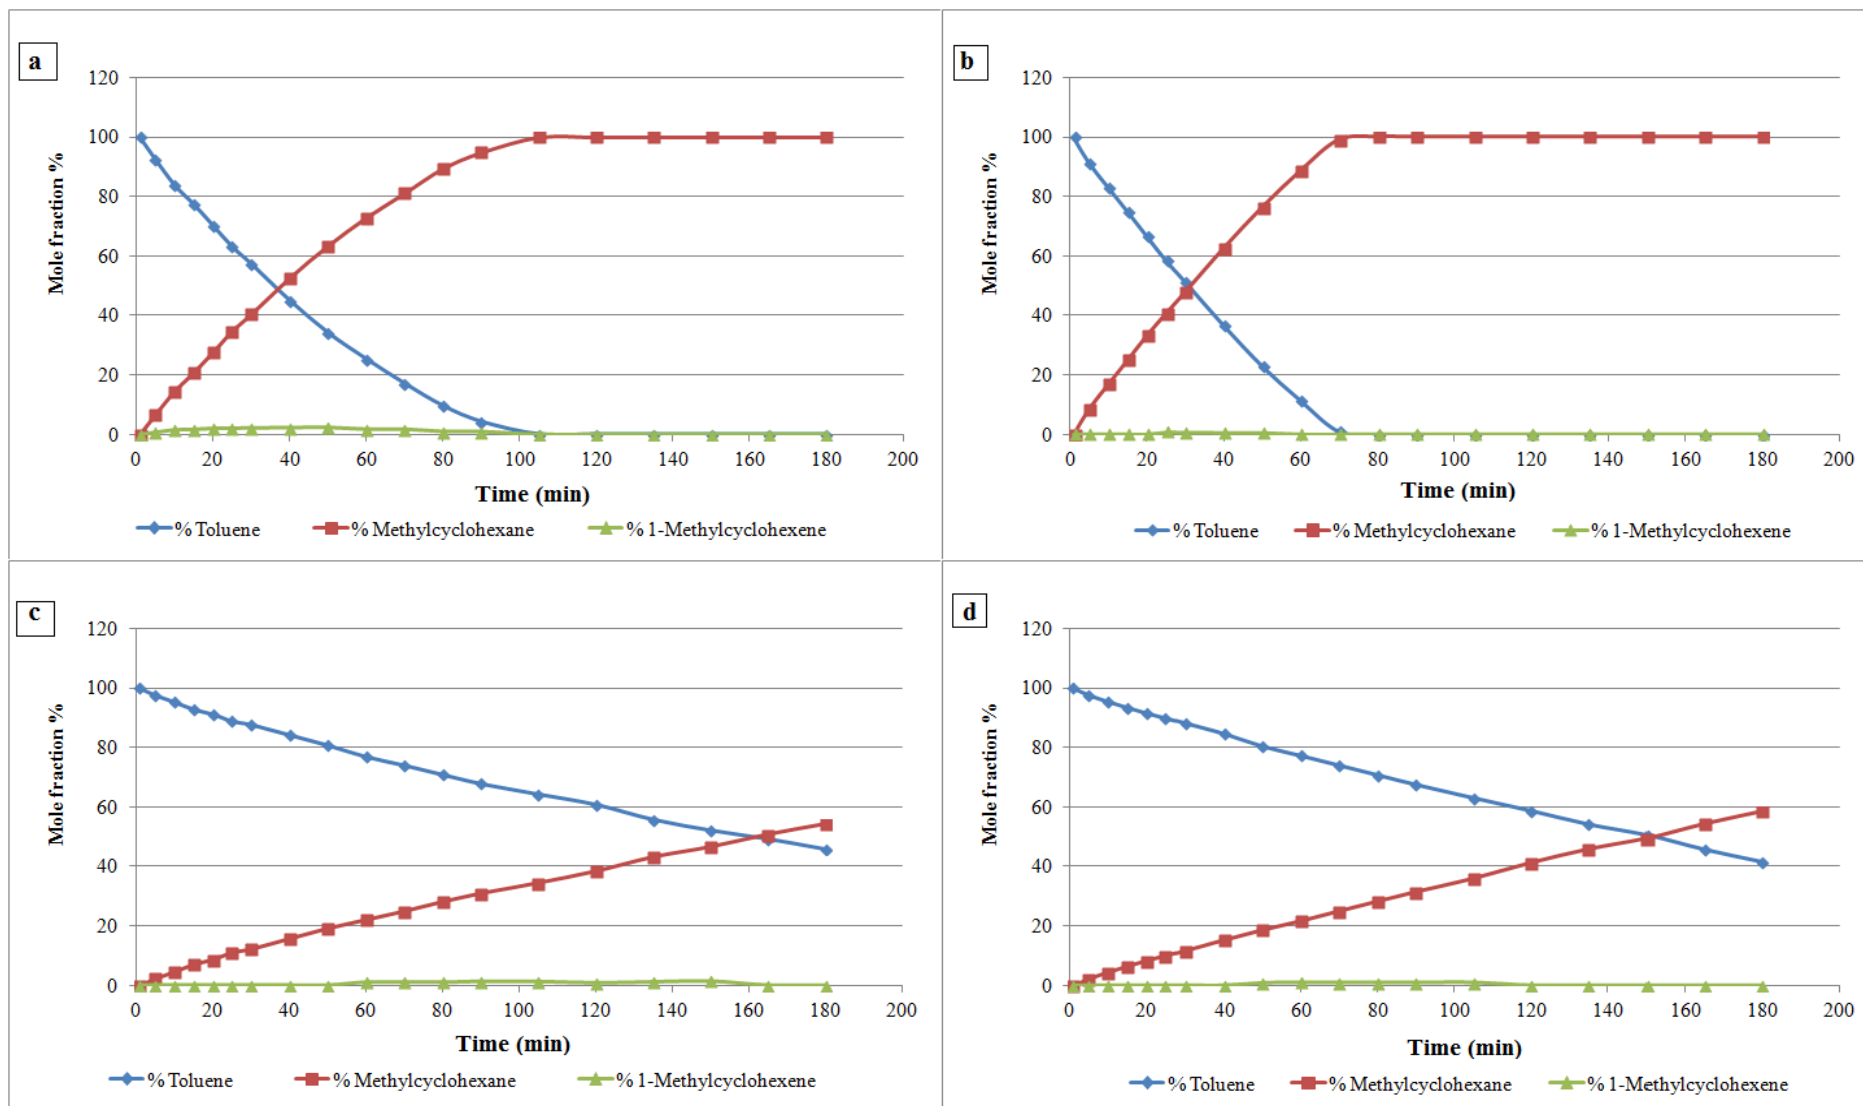 a
120
100
80
60
40
20
0
Mole fraction %
0 20 40 60 80 100 120 140 160 180 200
Time (min)
% Toluene % Methylcyclohexane % 1-Methylcyclohexene
b
120
100
80
60
40
20
0
Mole fraction %
0 20 40 60 80 100 120 140 160 180 200
Time (min)
% Toluene % Methylcyclohexane % 1-Methylcyclohexene
c
120
100
80
60
40
20
0
Mole fraction %
0 20 40 60 80 100 120 140 160 180 200
Time (min)
% Toluene % Methylcyclohexane % 1-Methylcyclohexene
d
120
100
80
60
40
20
0
Mole fraction %
0 20 40 60 80 100 120 140 160 180 200
Time (min)
% Toluene % Methylcyclohexane % 1-Methylcyclohexene